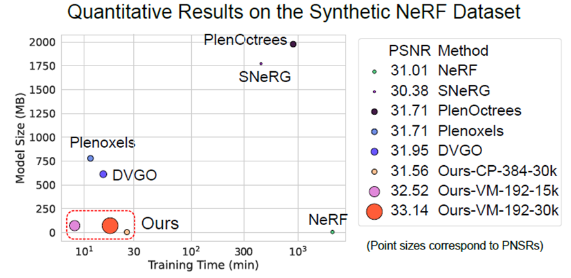 Quantitative Results on the Synthetic NeRF Dataset
2000
1750
1500
1250
1000
750
500
250
0
Model Size (MB)
PlenOctrees
SNeRG
Plenoxels
DVGO
Ours
NeRF
10¹ 30 10² 300 10³
Training Time (min)
PSNR Method
31.01 NeRF
30.38 SNeRG
31.71 PlenOctrees
31.71 Plenoxels
31.95 DVGO
31.56 Ours-CP-384-30k
32.52 Ours-VM-192-15k
33.14 Ours-VM-192-30k
(Point sizes correspond to PNSRs)